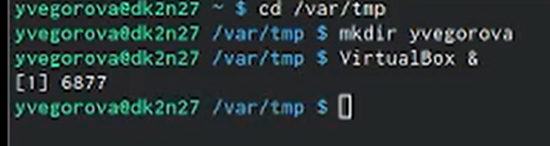 yvegorova@dk2n27 ~ $ cd /var/tmp
yvegorova@dk2n27 /var/tmp $ mkdir yvegorova
yvegorova@dk2n27 /var/tmp $ VirtualBox &
[1] 6877
yvegorova@dk2n27 /var/tmp $